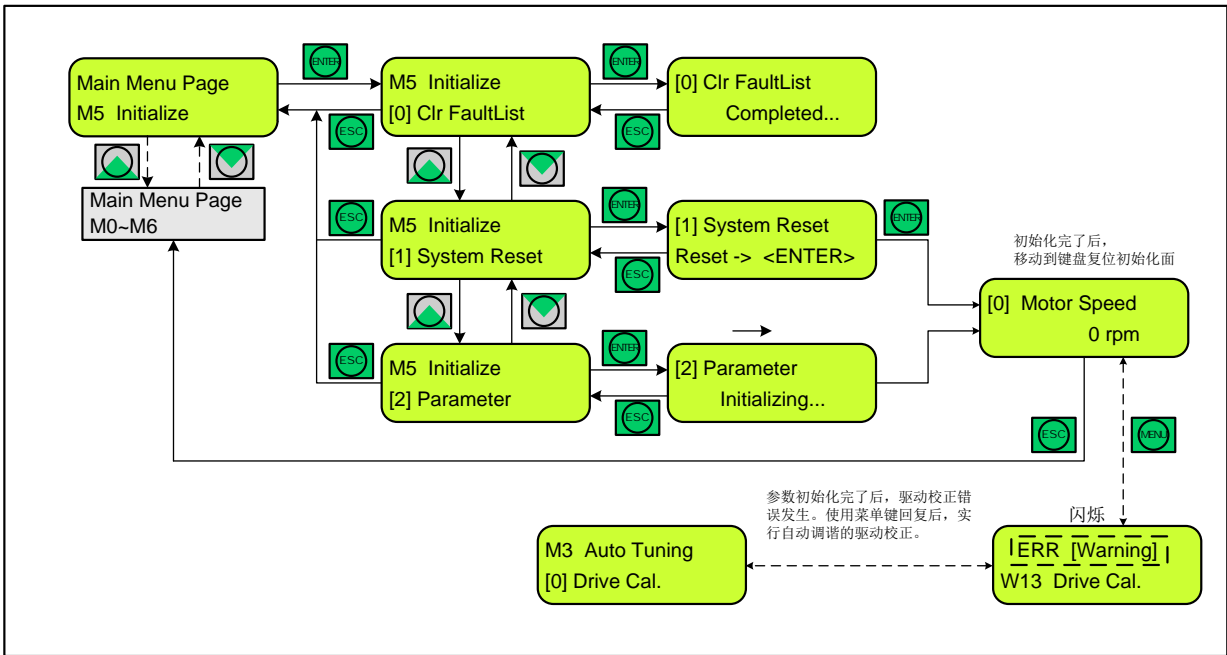 ENTER
ENTER
Main Menu Page
M5 Initialize
M5 Initialize
[0] Clr FaultList
[0] Clr FaultList
Completed...
ESC
ESC
Main Menu Page
M0~M6
ESC
M5 Initialize
[1] System Reset
ENTER
ESC
[1] System Reset
Reset -> <ENTER>
ENTER
初始化完了后，
移动到键盘复位初始化面
[0] Motor Speed
0 rpm
ESC
M5 Initialize
[2] Parameter
ENTER
ESC
[2] Parameter
Initializing...
ESC
MENU
参数初始化完了后，驱动校正错
误发生。使用菜单键回复后，实
行自动调谐的驱动校正。
闪烁
M3 Auto Tuning
[0] Drive Cal.
ERR [Warning]
W13 Drive Cal.